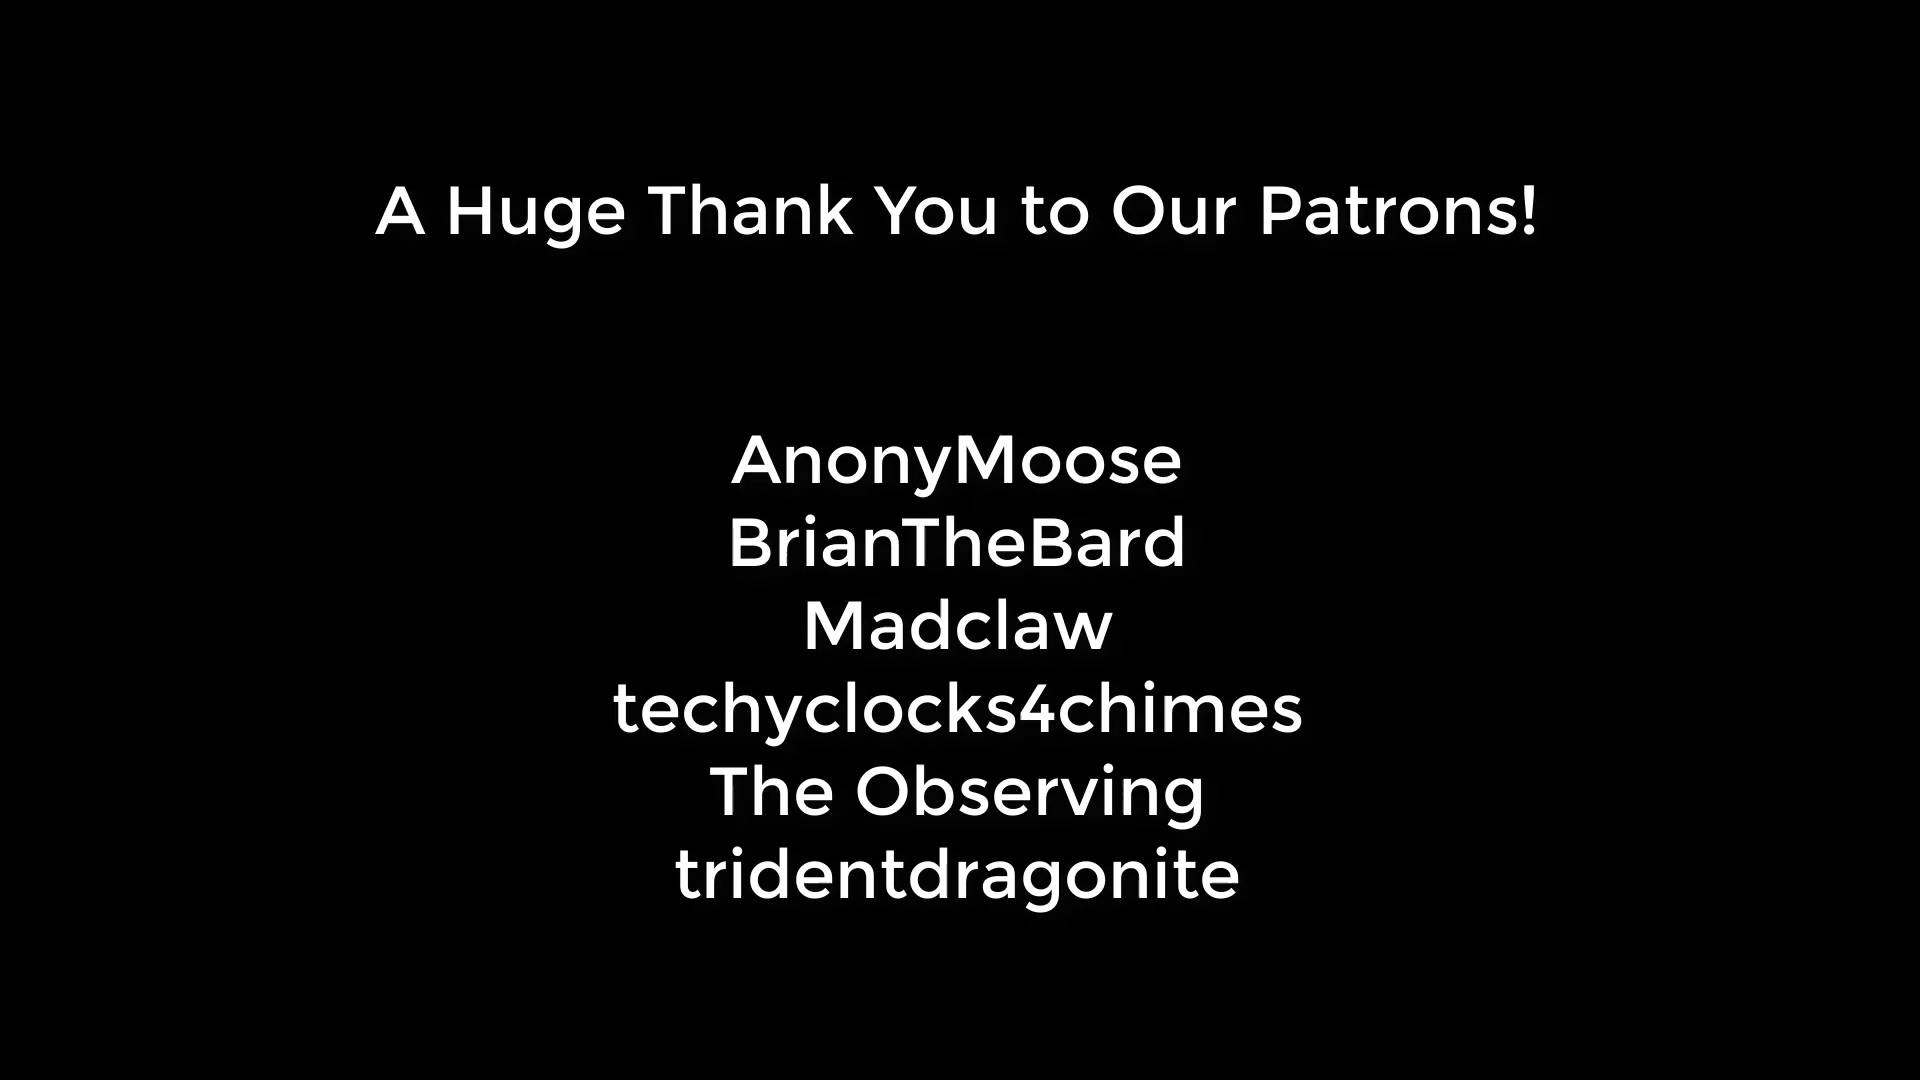 A Huge Thank You to Our Patrons!
AnonyMoose
BrianTheBard
Madclaw
techyclocks4chimes
The Observing
tridentdragonite